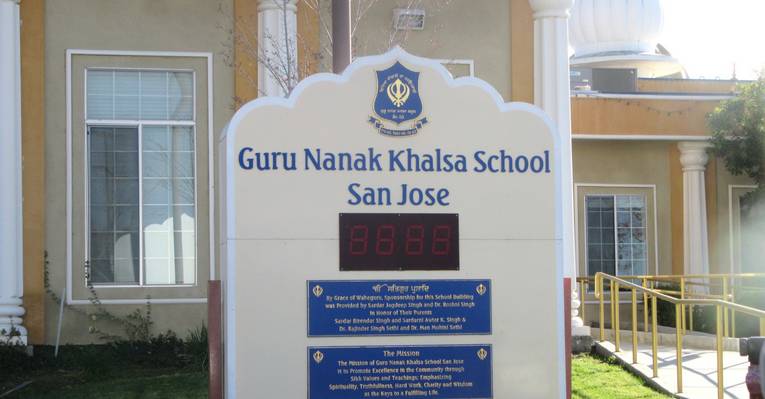 Guru Nanak Khalsa School
San Jose
ੴ ਸਤਿਗੁਰ ਪ੍ਰਸਾਦਿ
By Grace of Waheguru, Sponsorship for this School Building
was Provided by Sardar Jagdeep Singh and Dr. Roshni Singh
In Honor of Their Parents
Sardar Birendar Singh and Sardarni Avtar K. Singh &
Dr. Rajinder Singh Sethi and Dr. Man Mohini Sethi
The Mission
The Mission of Guru Nanak Khalsa School San Jose
is to Promote Excellence in the Community through
Sikh Values and Teachings; Emphasizing
Spirituality, Truthfulness, Hard Work, Charity and Wisdom
as the Keys to a Fulfilling Life.